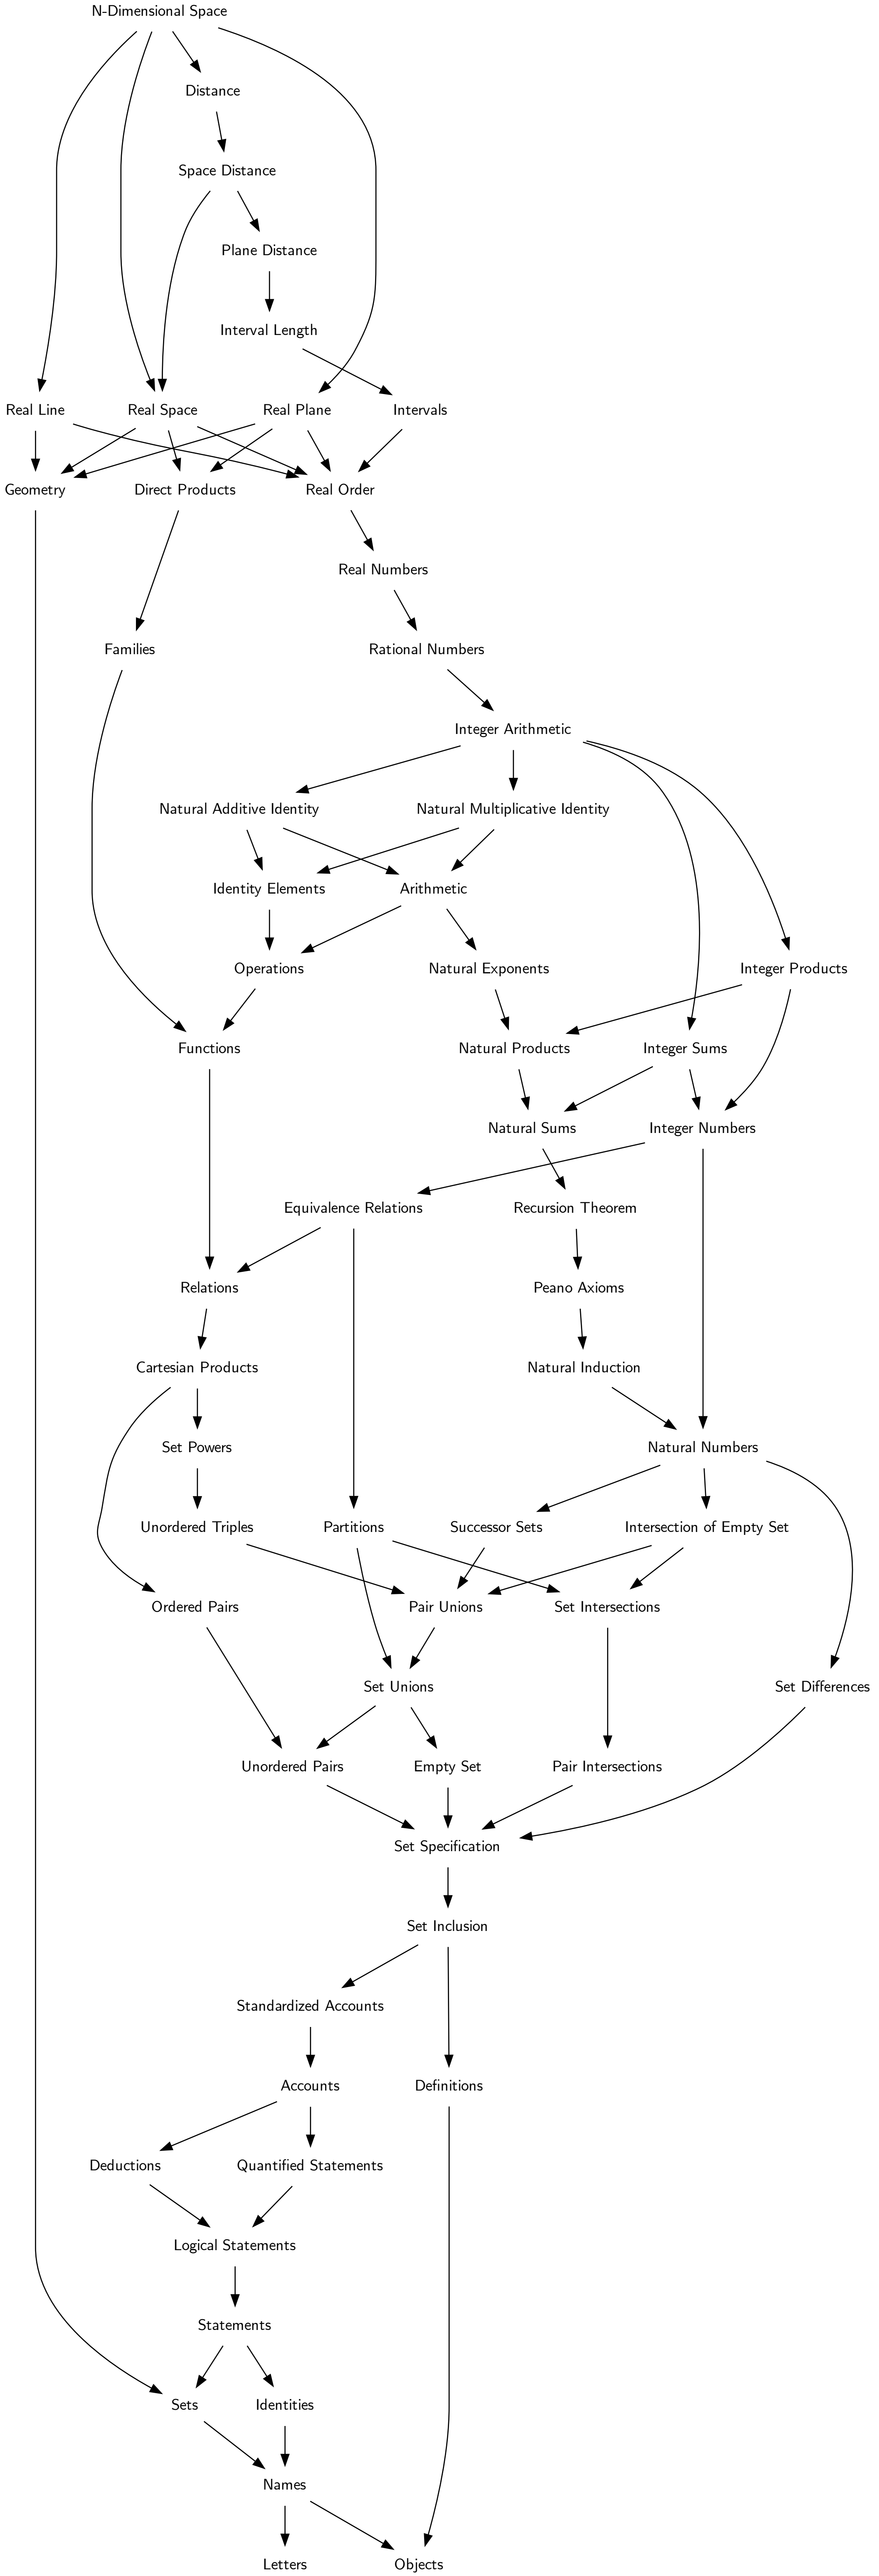 N-Dimensional Space
Distance
Space Distance
Plane Distance
Interval Length
Real Line
Real Space
Real Plane
Intervals
Geometry
Direct Products
Real Order
Real Numbers
Families
Rational Numbers
Integer Arithmetic
Natural Additive Identity
Natural Multiplicative Identity
Identity Elements
Arithmetic
Operations
Natural Exponents
Integer Products
Functions
Natural Products
Integer Sums
Natural Sums
Integer Numbers
Equivalence Relations
Recursion Theorem
Relations
Peano Axioms
Cartesian Products
Natural Induction
Set Powers
Natural Numbers
Unordered Triples
Partitions
Successor Sets
Intersection of Empty Set
Ordered Pairs
Pair Unions
Set Intersections
Set Unions
Set Differences
Unordered Pairs
Empty Set
Pair Intersections
Set Specification
Set Inclusion
Standardized Accounts
Accounts
Definitions
Deductions
Quantified Statements
Logical Statements
Statements
Sets
Identities
Names
Letters
Objects